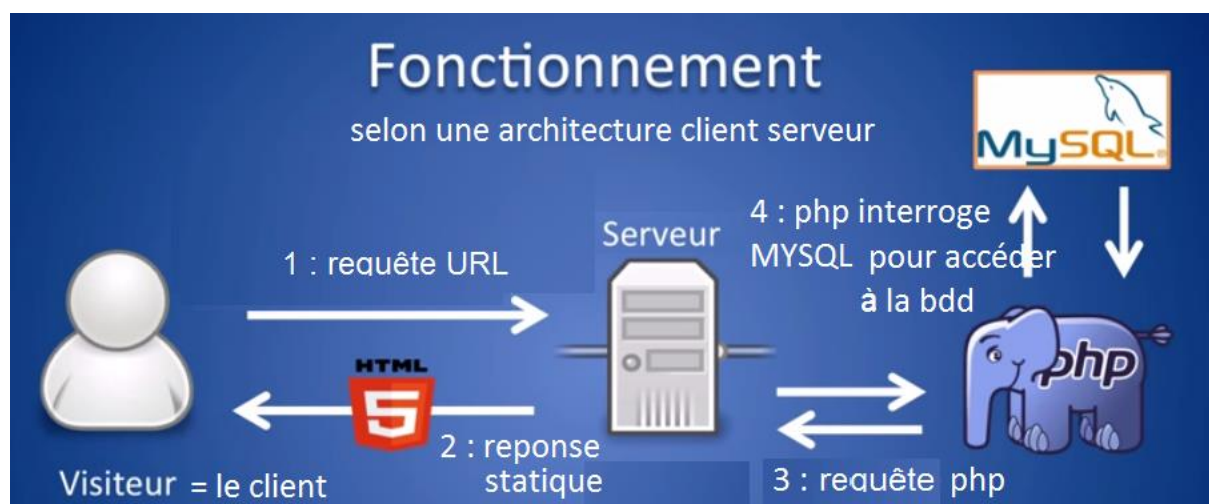 Fonctionnement
selon une architecture client serveur
MySQL
4 : php interroge
MYSQL pour accéder
à la bdd
Serveur
1 : requête URL
HTML
5
php
2 : reponse
statique
3 : requête php
Visiteur = le client